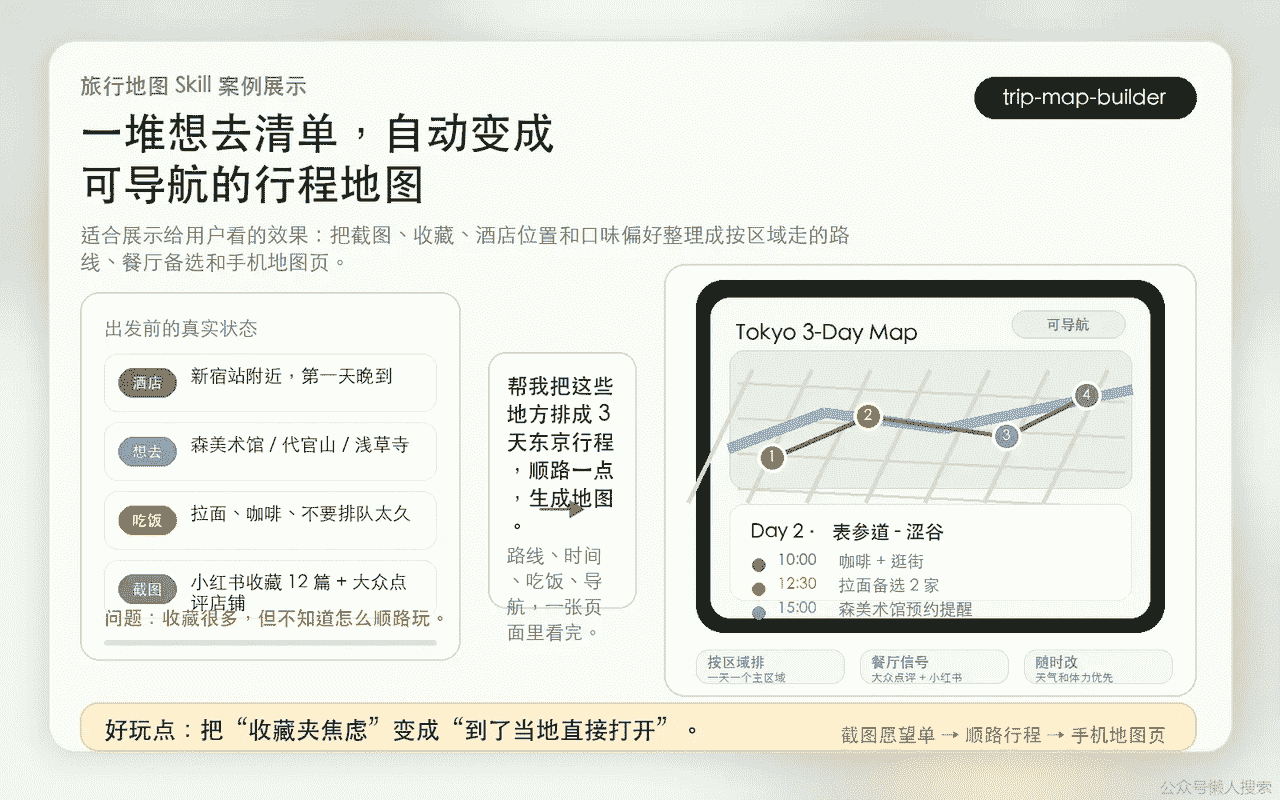 旅行地图 Skill 案例展示
trip-map-builder
一堆想去清单，自动变成
可导航的行程地图
适合展示给用户看的效果：把截图、收藏、酒店位置和口味偏好整理成按区域走的路
线、餐厅备选和手机地图页。
出发前的真实状态
酒店 新宿站附近，第一天晚到
想去 森美术馆 / 代官山 / 浅草寺
吃饭 拉面、咖啡、不要排队太久
截图 小红书收藏 12 篇 + 大众点
评店铺
问题：收藏很多，但不知道怎么顺路玩。
帮我把这些
地方排成 3
天东京行程
，顺路一点
，生成地图
。
路线、时间
、吃饭、导
航，一张页
面里看完。
Tokyo 3-Day Map
可导航
1
2
3
4
Day 2 · 表参道 - 涩谷
10:00 咖啡 + 逛街
12:30 拉面备选 2 家
15:00 森美术馆预约提醒
按区域排
一天一个主区域
餐厅信号
大众点评 + 小红书
随时改
天气和体力优先
好玩点：把“收藏夹焦虑”变成“到了当地直接打开”。
截图愿望单 → 顺路行程 → 手机地图页
公众号懒人搜索